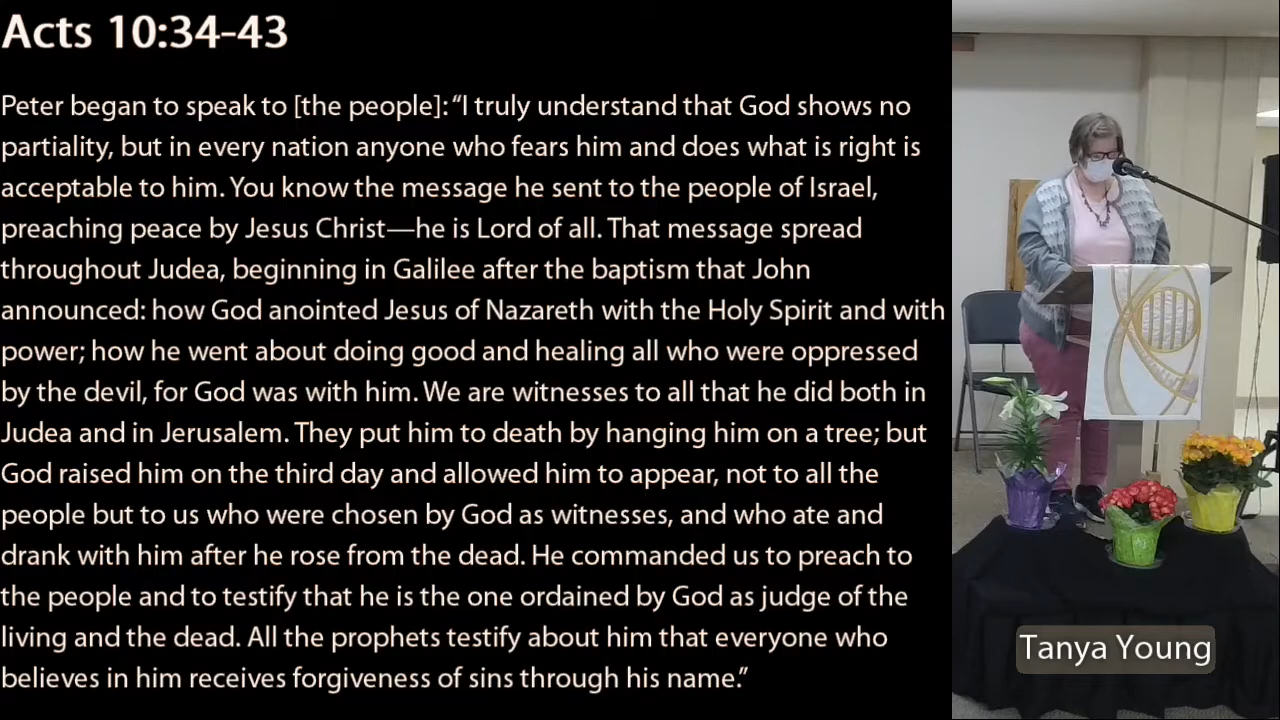 Acts 10:34-43
Peter began to speak to [the people]: “I truly understand that God shows no
partiality, but in every nation anyone who fears him and does what is right is
acceptable to him. You know the message he sent to the people of Israel,
preaching peace by Jesus Christ—he is Lord of all. That message spread
throughout Judea, beginning in Galilee after the baptism that John
announced: how God anointed Jesus of Nazareth with the Holy Spirit and with
power; how he went about doing good and healing all who were oppressed
by the devil, for God was with him. We are witnesses to all that he did both in
Judea and in Jerusalem. They put him to death by hanging him on a tree; but
God raised him on the third day and allowed him to appear, not to all the
people but to us who were chosen by God as witnesses, and who ate and
drank with him after he rose from the dead. He commanded us to preach to
the people and to testify that he is the one ordained by God as judge of the
living and the dead. All the prophets testify about him that everyone who
believes in him receives forgiveness of sins through his name.”
Tanya Young